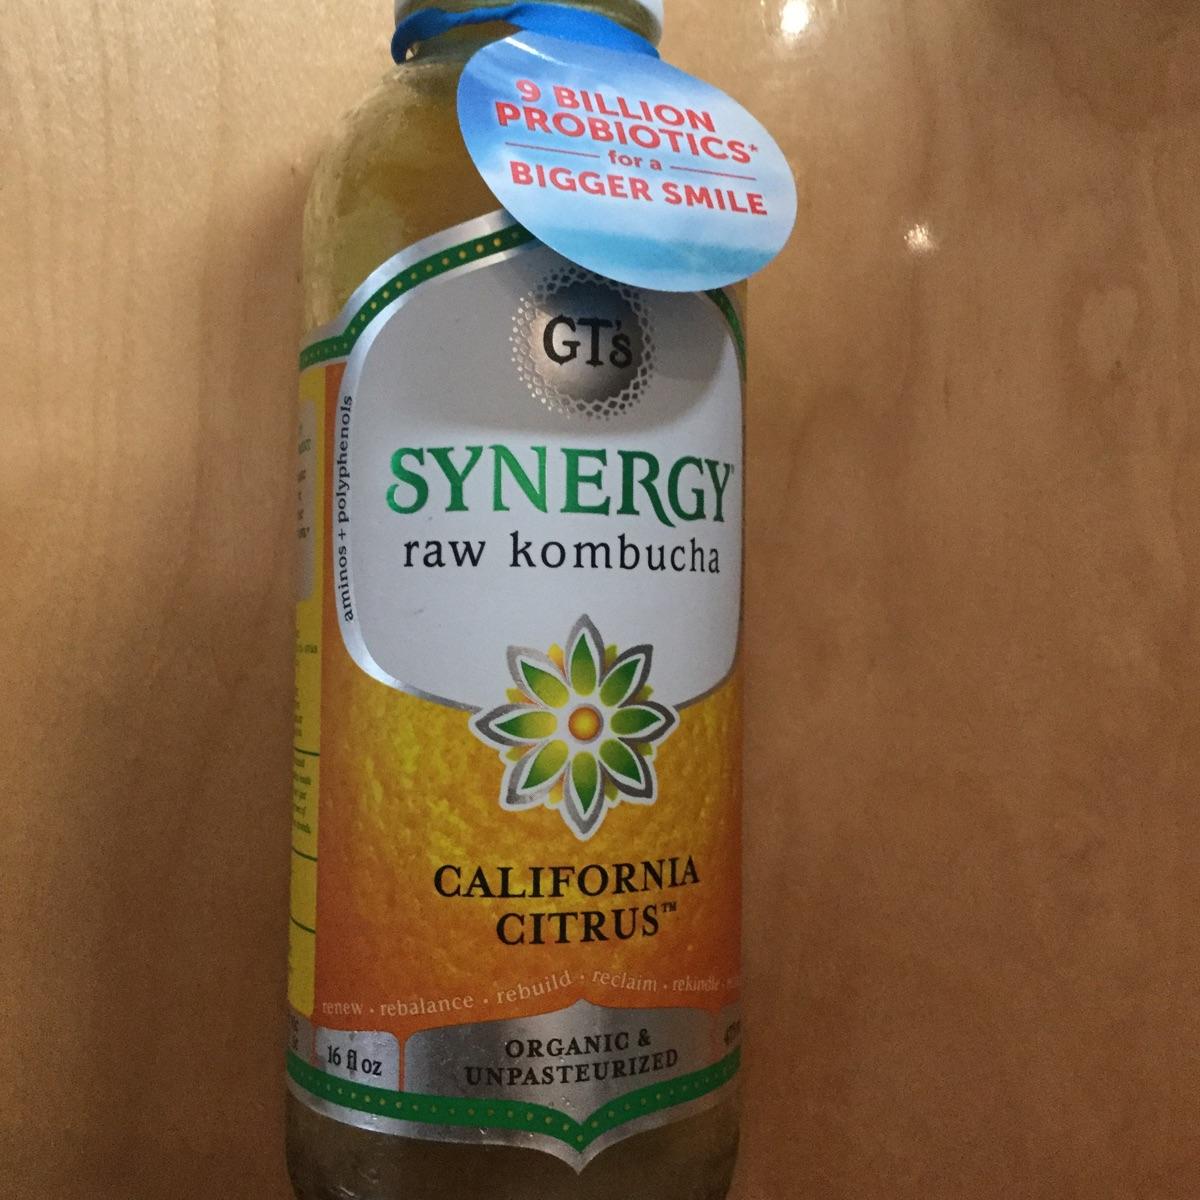 9 BILLION
PROBIOTICS*
for a
BIGGER SMILE
GT's
SYNERGY®
raw kombucha
aminos + polyphenols
CALIFORNIA
CITRUS™
renew · rebalance · rebuild · reclaim · rekindle
16 fl oz
ORGANIC &
UNPASTEURIZED